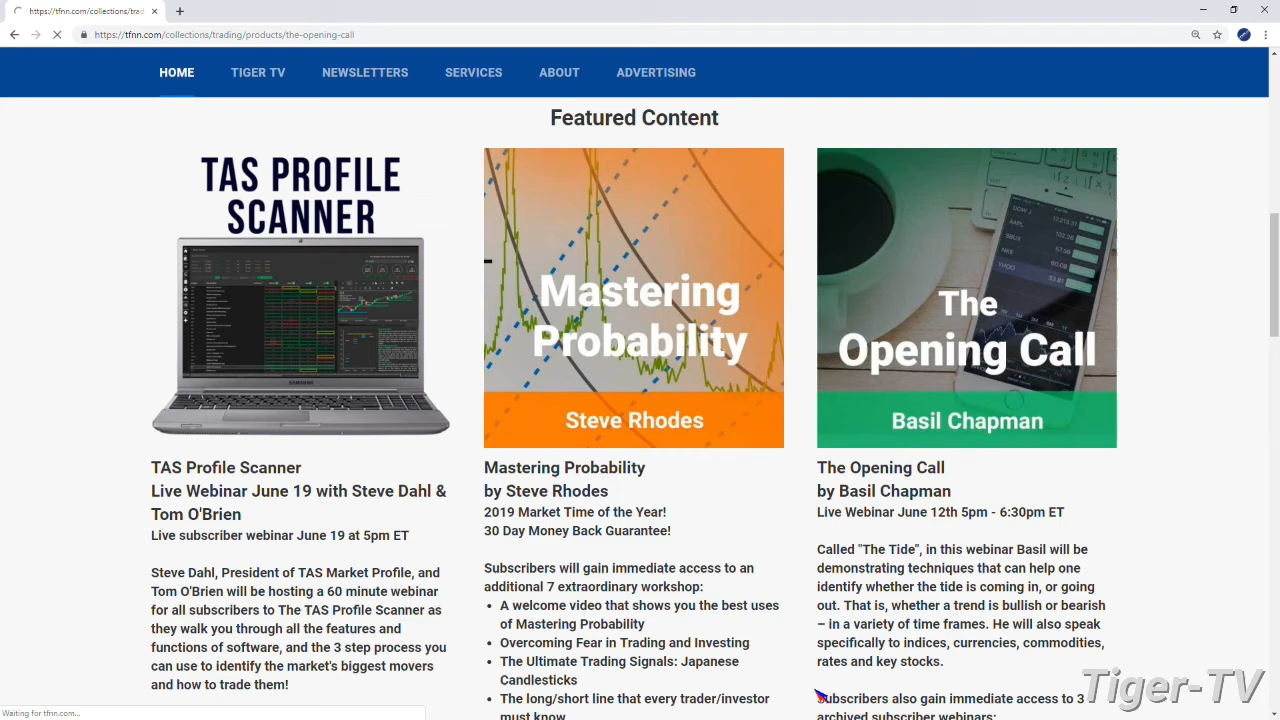 https://tfnn.com/collections/trad
https://tfnn.com/collections/trading/products/the-opening-call
HOME TIGER TV NEWSLETTERS SERVICES ABOUT ADVERTISING
Featured Content
TAS PROFILE
SCANNER
SAMSUNG
TAS Profile Scanner
Live Webinar June 19 with Steve Dahl &
Tom O'Brien
Live subscriber webinar June 19 at 5pm ET
Steve Dahl, President of TAS Market Profile, and
Tom O'Brien will be hosting a 60 minute webinar
for all subscribers to The TAS Profile Scanner as
they walk you through all the features and
functions of software, and the 3 step process you
can use to identify the market's biggest movers
and how to trade them!
Mastering
Probability
Steve Rhodes
Mastering Probability
by Steve Rhodes
2019 Market Time of the Year!
30 Day Money Back Guarantee!
Subscribers will gain immediate access to an
additional 7 extraordinary workshop:
• A welcome video that shows you the best uses
of Mastering Probability
• Overcoming Fear in Trading and Investing
• The Ultimate Trading Signals: Japanese
Candlesticks
• The long/short line that every trader/investor
must know
The
Opening Call
Basil Chapman
The Opening Call
by Basil Chapman
Live Webinar June 12th 5pm - 6:30pm ET
Called "The Tide", in this webinar Basil will be
demonstrating techniques that can help one
identify whether the tide is coming in, or going
out. That is, whether a trend is bullish or bearish
– in a variety of time frames. He will also speak
specifically to indices, currencies, commodities,
rates and key stocks.
Subscribers also gain immediate access to 3
archived subscriber webinars:
Tiger-TV
Waiting for tfnn.com...